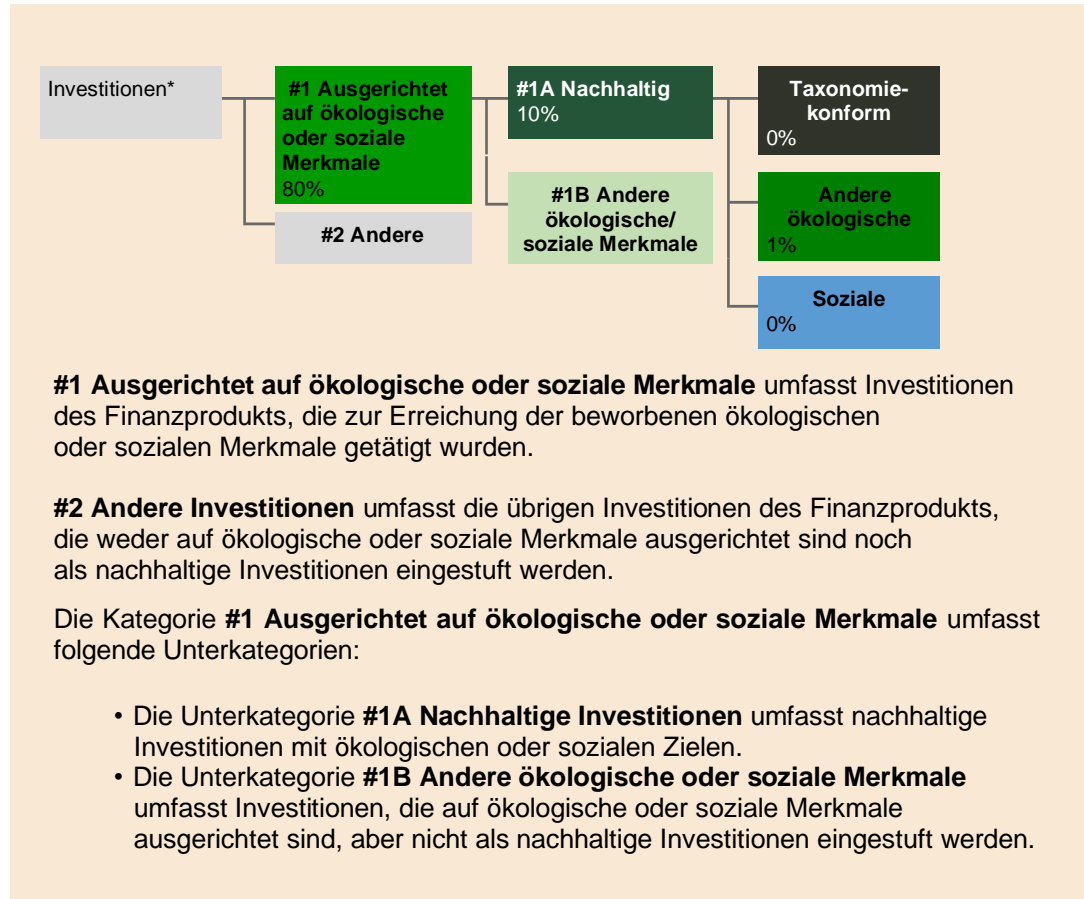 Investitionen*
#1 Ausgerichtet
auf ökologische
oder soziale
Merkmale
80%
#2 Andere
#1A Nachhaltig
10%
#1B Andere
ökologische/
soziale Merkmale
Taxonomie-
konform
0%
Andere
ökologische
1%
Soziale
0%
#1 Ausgerichtet auf ökologische oder soziale Merkmale umfasst Investitionen
des Finanzprodukts, die zur Erreichung der beworbenen ökologischen
oder sozialen Merkmale getätigt wurden.
#2 Andere Investitionen umfasst die übrigen Investitionen des Finanzprodukts,
die weder auf ökologische oder soziale Merkmale ausgerichtet sind noch
als nachhaltige Investitionen eingestuft werden.
Die Kategorie #1 Ausgerichtet auf ökologische oder soziale Merkmale umfasst
folgende Unterkategorien:
• Die Unterkategorie #1A Nachhaltige Investitionen umfasst nachhaltige
Investitionen mit ökologischen oder sozialen Zielen.
• Die Unterkategorie #1B Andere ökologische oder soziale Merkmale
umfasst Investitionen, die auf ökologische oder soziale Merkmale
ausgerichtet sind, aber nicht als nachhaltige Investitionen eingestuft werden.